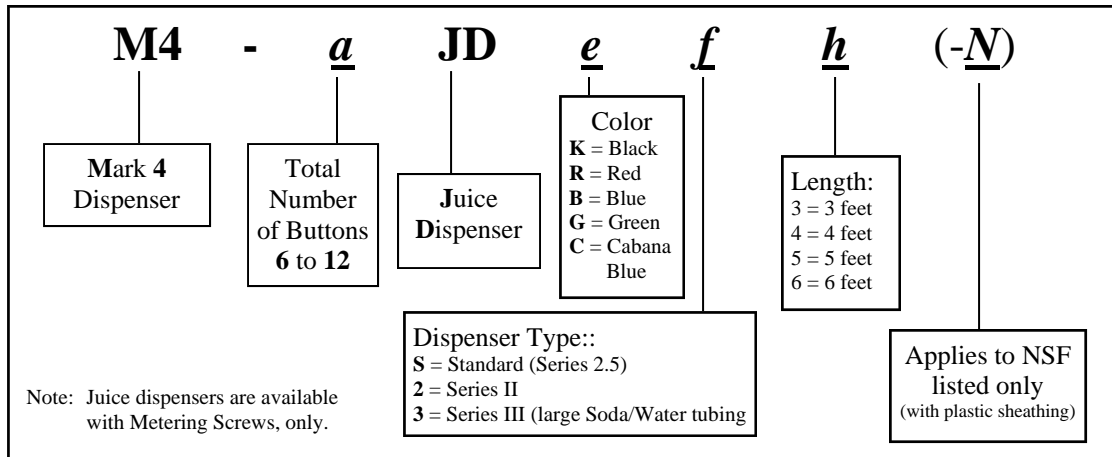 M4 - a JD e f h (-N)
Mark 4
Dispenser
Total
Number
of Buttons
6 to 12
Juice
Dispenser
Color
K = Black
R = Red
B = Blue
G = Green
C = Cabana
Blue
Length:
3 = 3 feet
4 = 4 feet
5 = 5 feet
6 = 6 feet
Dispenser Type::
S = Standard (Series 2.5)
2 = Series II
3 = Series III (large Soda/Water tubing
Applies to NSF
listed only
(with plastic sheathing)
Note: Juice dispensers are available
with Metering Screws, only.